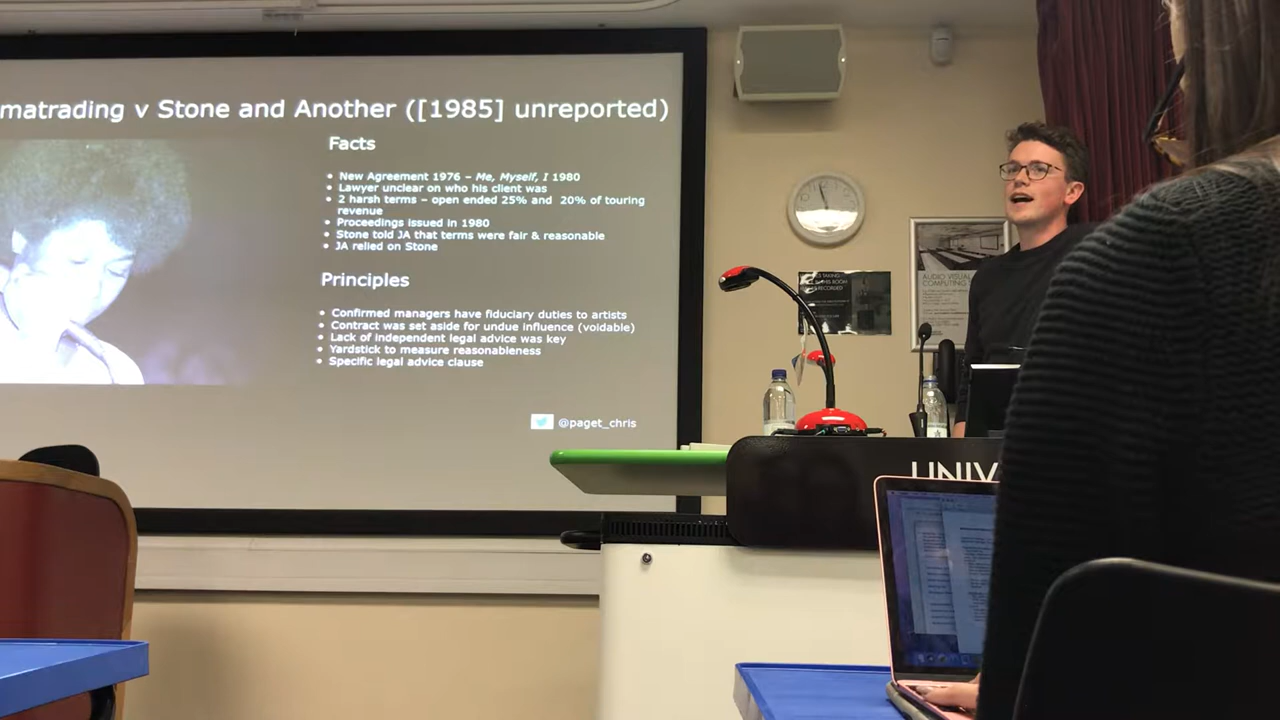 matrading v Stone and Another ([1985] unreported)
Facts
• New Agreement 1976 – Me, Myself, I 1980
• Lawyer unclear on who his client was
• 2 harsh terms – open ended 25% and 20% of touring
revenue
• Proceedings issued in 1980
• Stone told JA that terms were fair & reasonable
• JA relied on Stone
Principles
• Confirmed managers have fiduciary duties to artists
• Contract was set aside for undue influence (voidable)
• Lack of independent legal advice was key
• Yardstick to measure reasonableness
• Specific legal advice clause
@paget_chris
AUDIO VISUAL
COMPUTING
UNIV